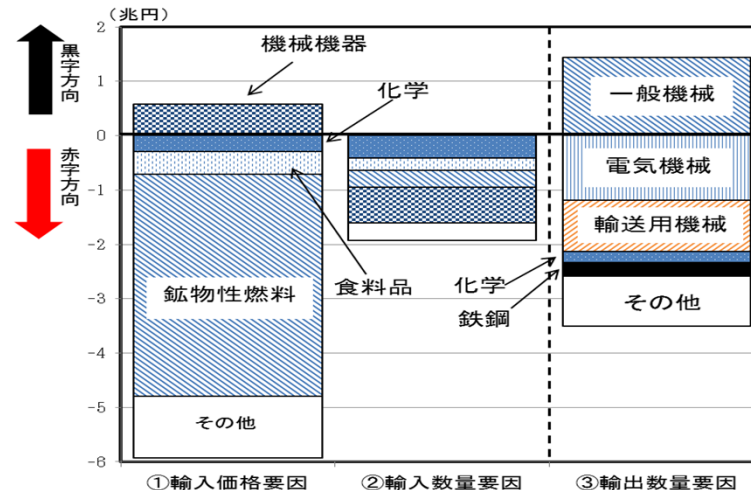 （兆円）
黒字方向
赤字方向
2
1
0
-1
-2
-3
-4
-5
-6
機械機器
化学
食料品
鉱物性燃料
その他
一般機械
電気機械
輸送用機械
化学
鉄鋼
その他
①輸入価格要因
②輸入数量要因
③輸出数量要因